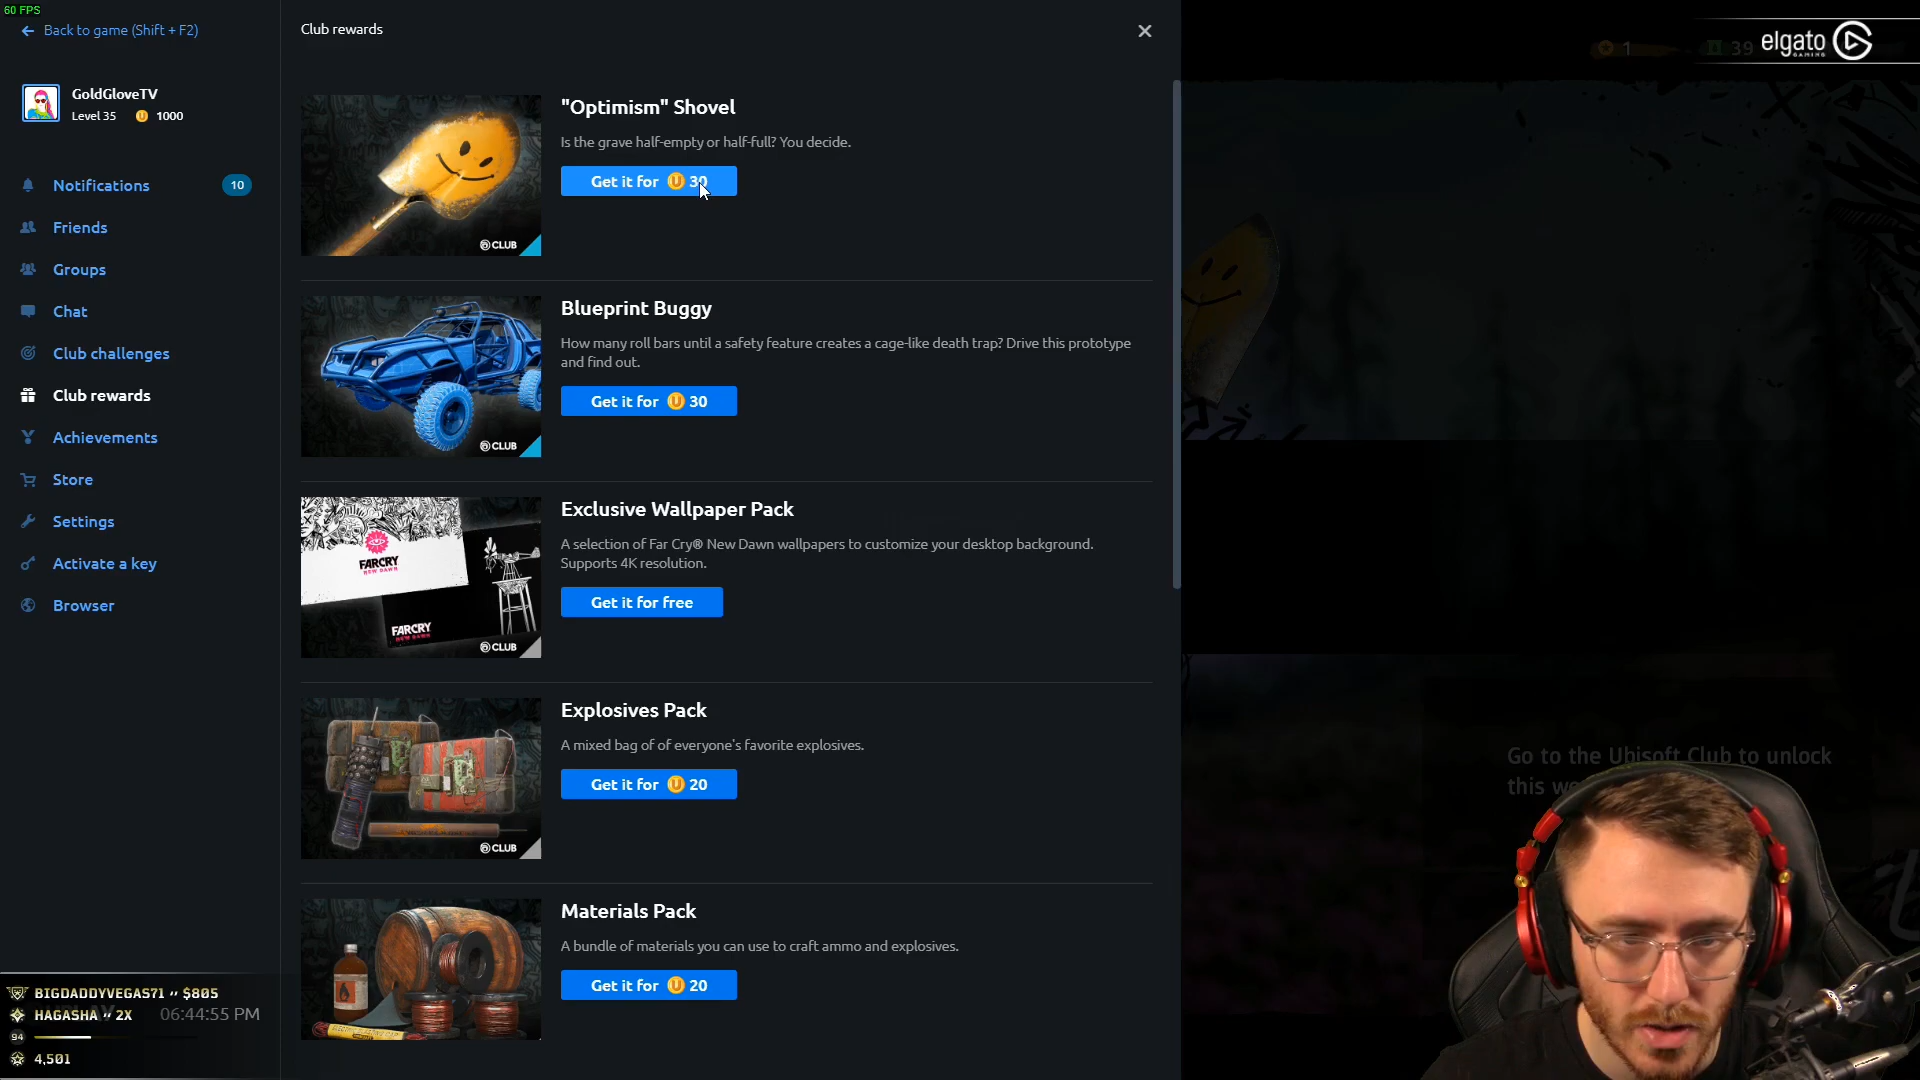 60 FPS
Back to game (Shift + F2)
Club rewards
elgato
GAMING
1
39
GoldGloveTV
Level 35
1000
"Optimism" Shovel
Is the grave half-empty or half-full? You decide.
Get it for 30
CLUB
Notifications
10
Friends
Groups
Chat
Club challenges
Club rewards
Achievements
Store
Settings
Activate a key
Browser
Blueprint Buggy
How many roll bars until a safety feature creates a cage-like death trap? Drive this prototype
and find out.
Get it for 30
CLUB
Exclusive Wallpaper Pack
A selection of Far Cry® New Dawn wallpapers to customize your desktop background.
Supports 4K resolution.
Get it for free
FARCRY
NEW DAWN
FARCRY
NEW DAWN
CLUB
Explosives Pack
A mixed bag of of everyone's favorite explosives.
Get it for 20
CLUB
Go to the Ubisoft Club to unlock
this
Materials Pack
A bundle of materials you can use to craft ammo and explosives.
Get it for 20
BIGDADDYVEGAS71 // $805
HAGASHA // 2X
06:44:55 PM
94
4,501